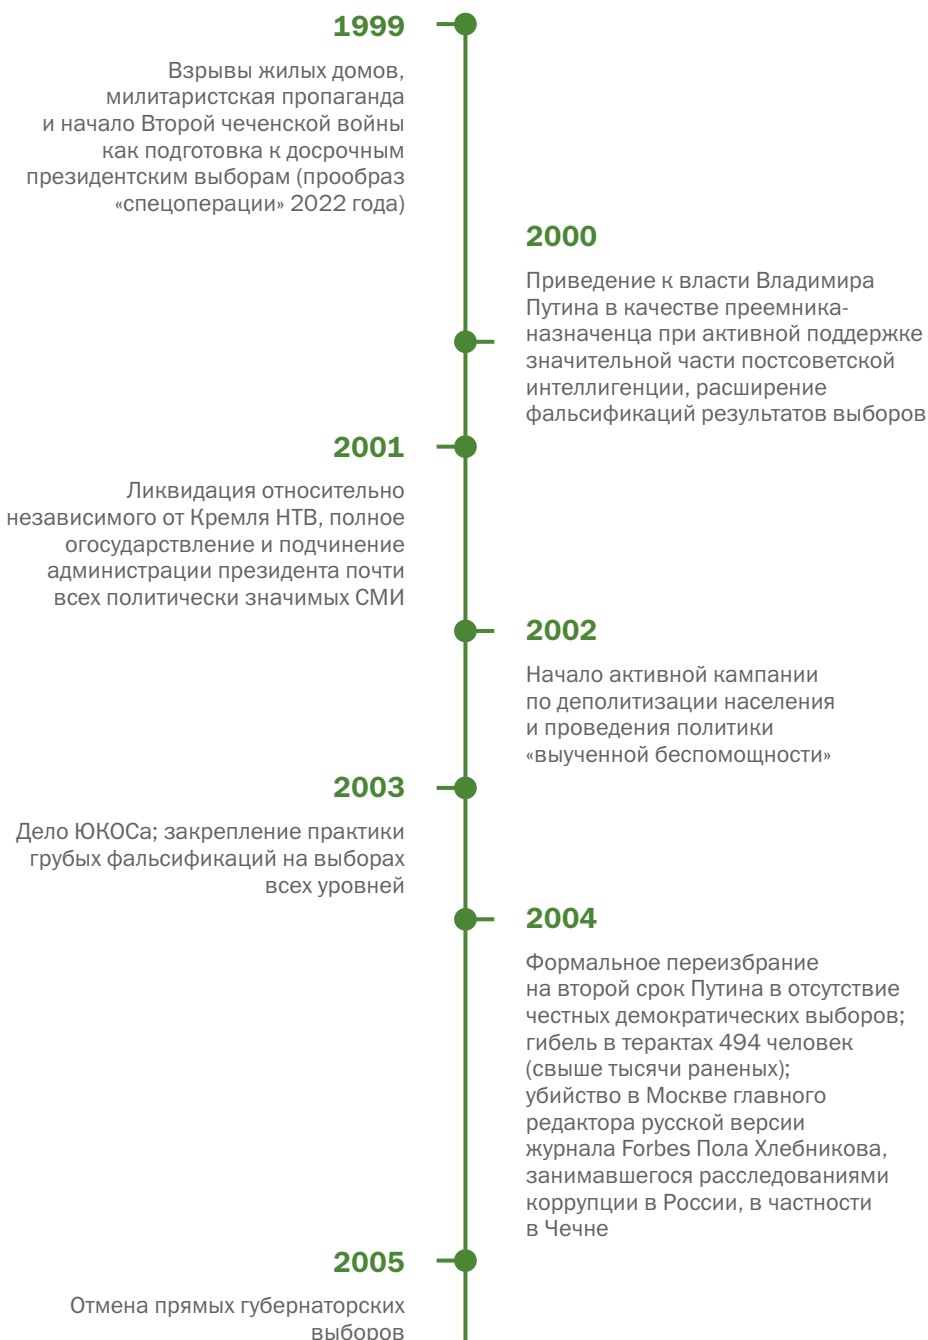 1999
Взрывы жилых домов,
милитаристская пропаганда
и начало Второй чеченской войны
как подготовка к досрочным
президентским выборам (прообраз
«спецоперации» 2022 года)
2000
Приведение к власти Владимира
Путина в качестве преемника-
назначенца при активной поддержке
значительной части постсоветской
интеллигенции, расширение
фальсификаций результатов выборов
2001
Ликвидация относительно
независимого от Кремля НТВ, полное
огосударствление и подчинение
администрации президента почти
всех политически значимых СМИ
2002
Начало активной кампании
по деполитизации населения
и проведения политики
«выученной беспомощности»
2003
Дело ЮКОСа; закрепление практики
грубых фальсификаций на выборах
всех уровней
2004
Формальное переизбрание
на второй срок Путина в отсутствие
честных демократических выборов;
гибель в терактах 494 человек
(свыше тысячи раненых);
убийство в Москве главного
редактора русской версии
журнала Forbes Пола Хлебникова,
занимавшегося расследованиями
коррупции в России, в частности
в Чечне
2005
Отмена прямых губернаторских
выборов